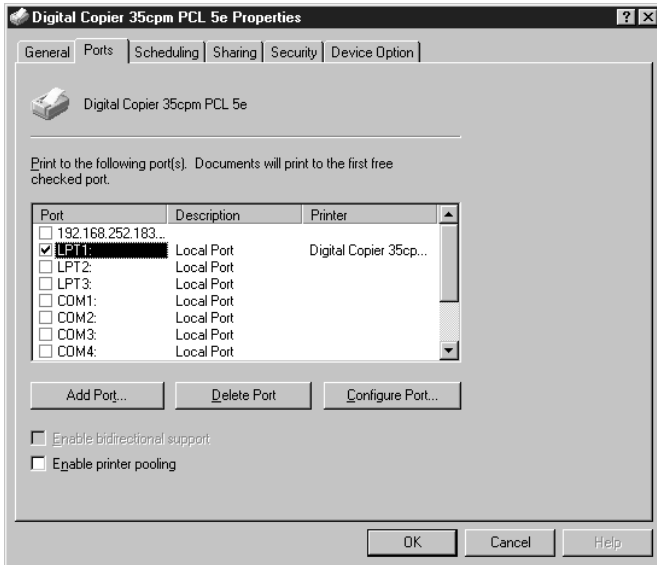 Digital Copier 35cpm PCL 5e Properties
General Ports Scheduling Sharing Security Device Option
Digital Copier 35cpm PCL 5e
Print to the following port(s). Documents will print to the first free
checked port.
Port Description Printer
192.168.252.183...
LPT1: Local Port Digital Copier 35cp...
LPT2: Local Port
LPT3: Local Port
COM1: Local Port
COM2: Local Port
COM3: Local Port
COM4: Local Port
Add Port... Delete Port Configure Port...
Enable bidirectional support
Enable printer pooling
OK Cancel Help